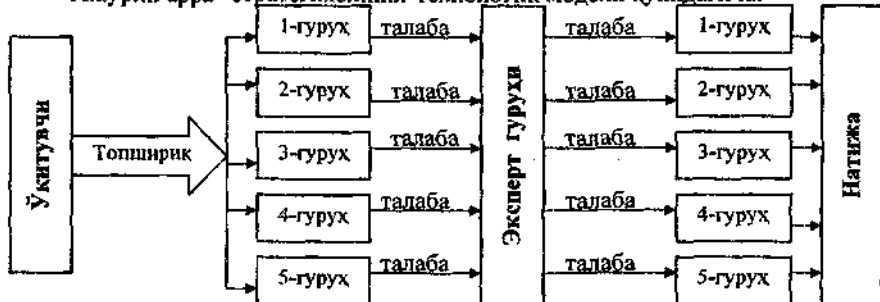 Ўқитувчи
Топшириқ
1-гуруҳ талаба талаба 1-гуруҳ
2-гуруҳ талаба талаба 2-гуруҳ
3-гуруҳ талаба талаба 3-гуруҳ
4-гуруҳ талаба талаба 4-гуруҳ
5-гуруҳ талаба талаба 5-гуруҳ
Эксперт гуруҳи
Натижа